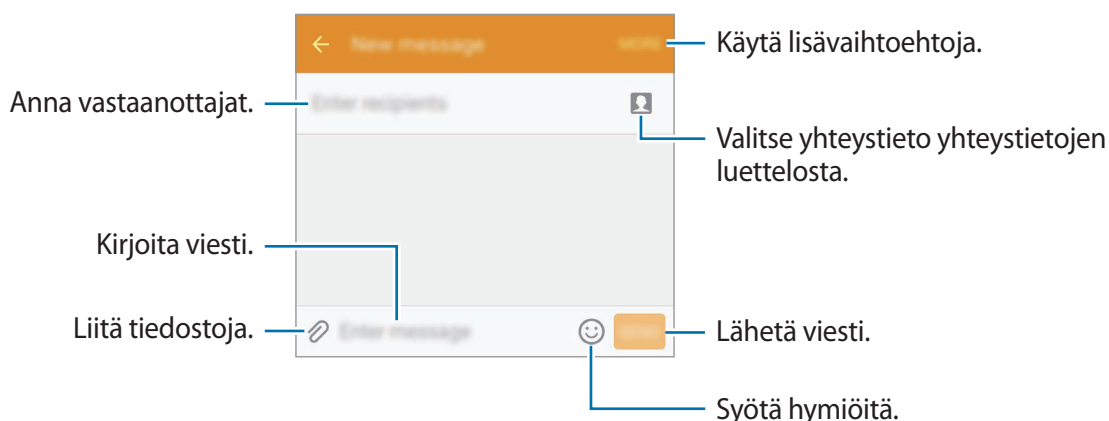 New message
MORE
Käytä lisävaihtoehtoja.
Anna vastaanottajat.
Enter recipients
Valitse yhteystieto yhteystietojen
luettelosta.
Kirjoita viesti.
Liitä tiedostoja.
Enter message
Lähetä viesti.
Syötä hymiöitä.